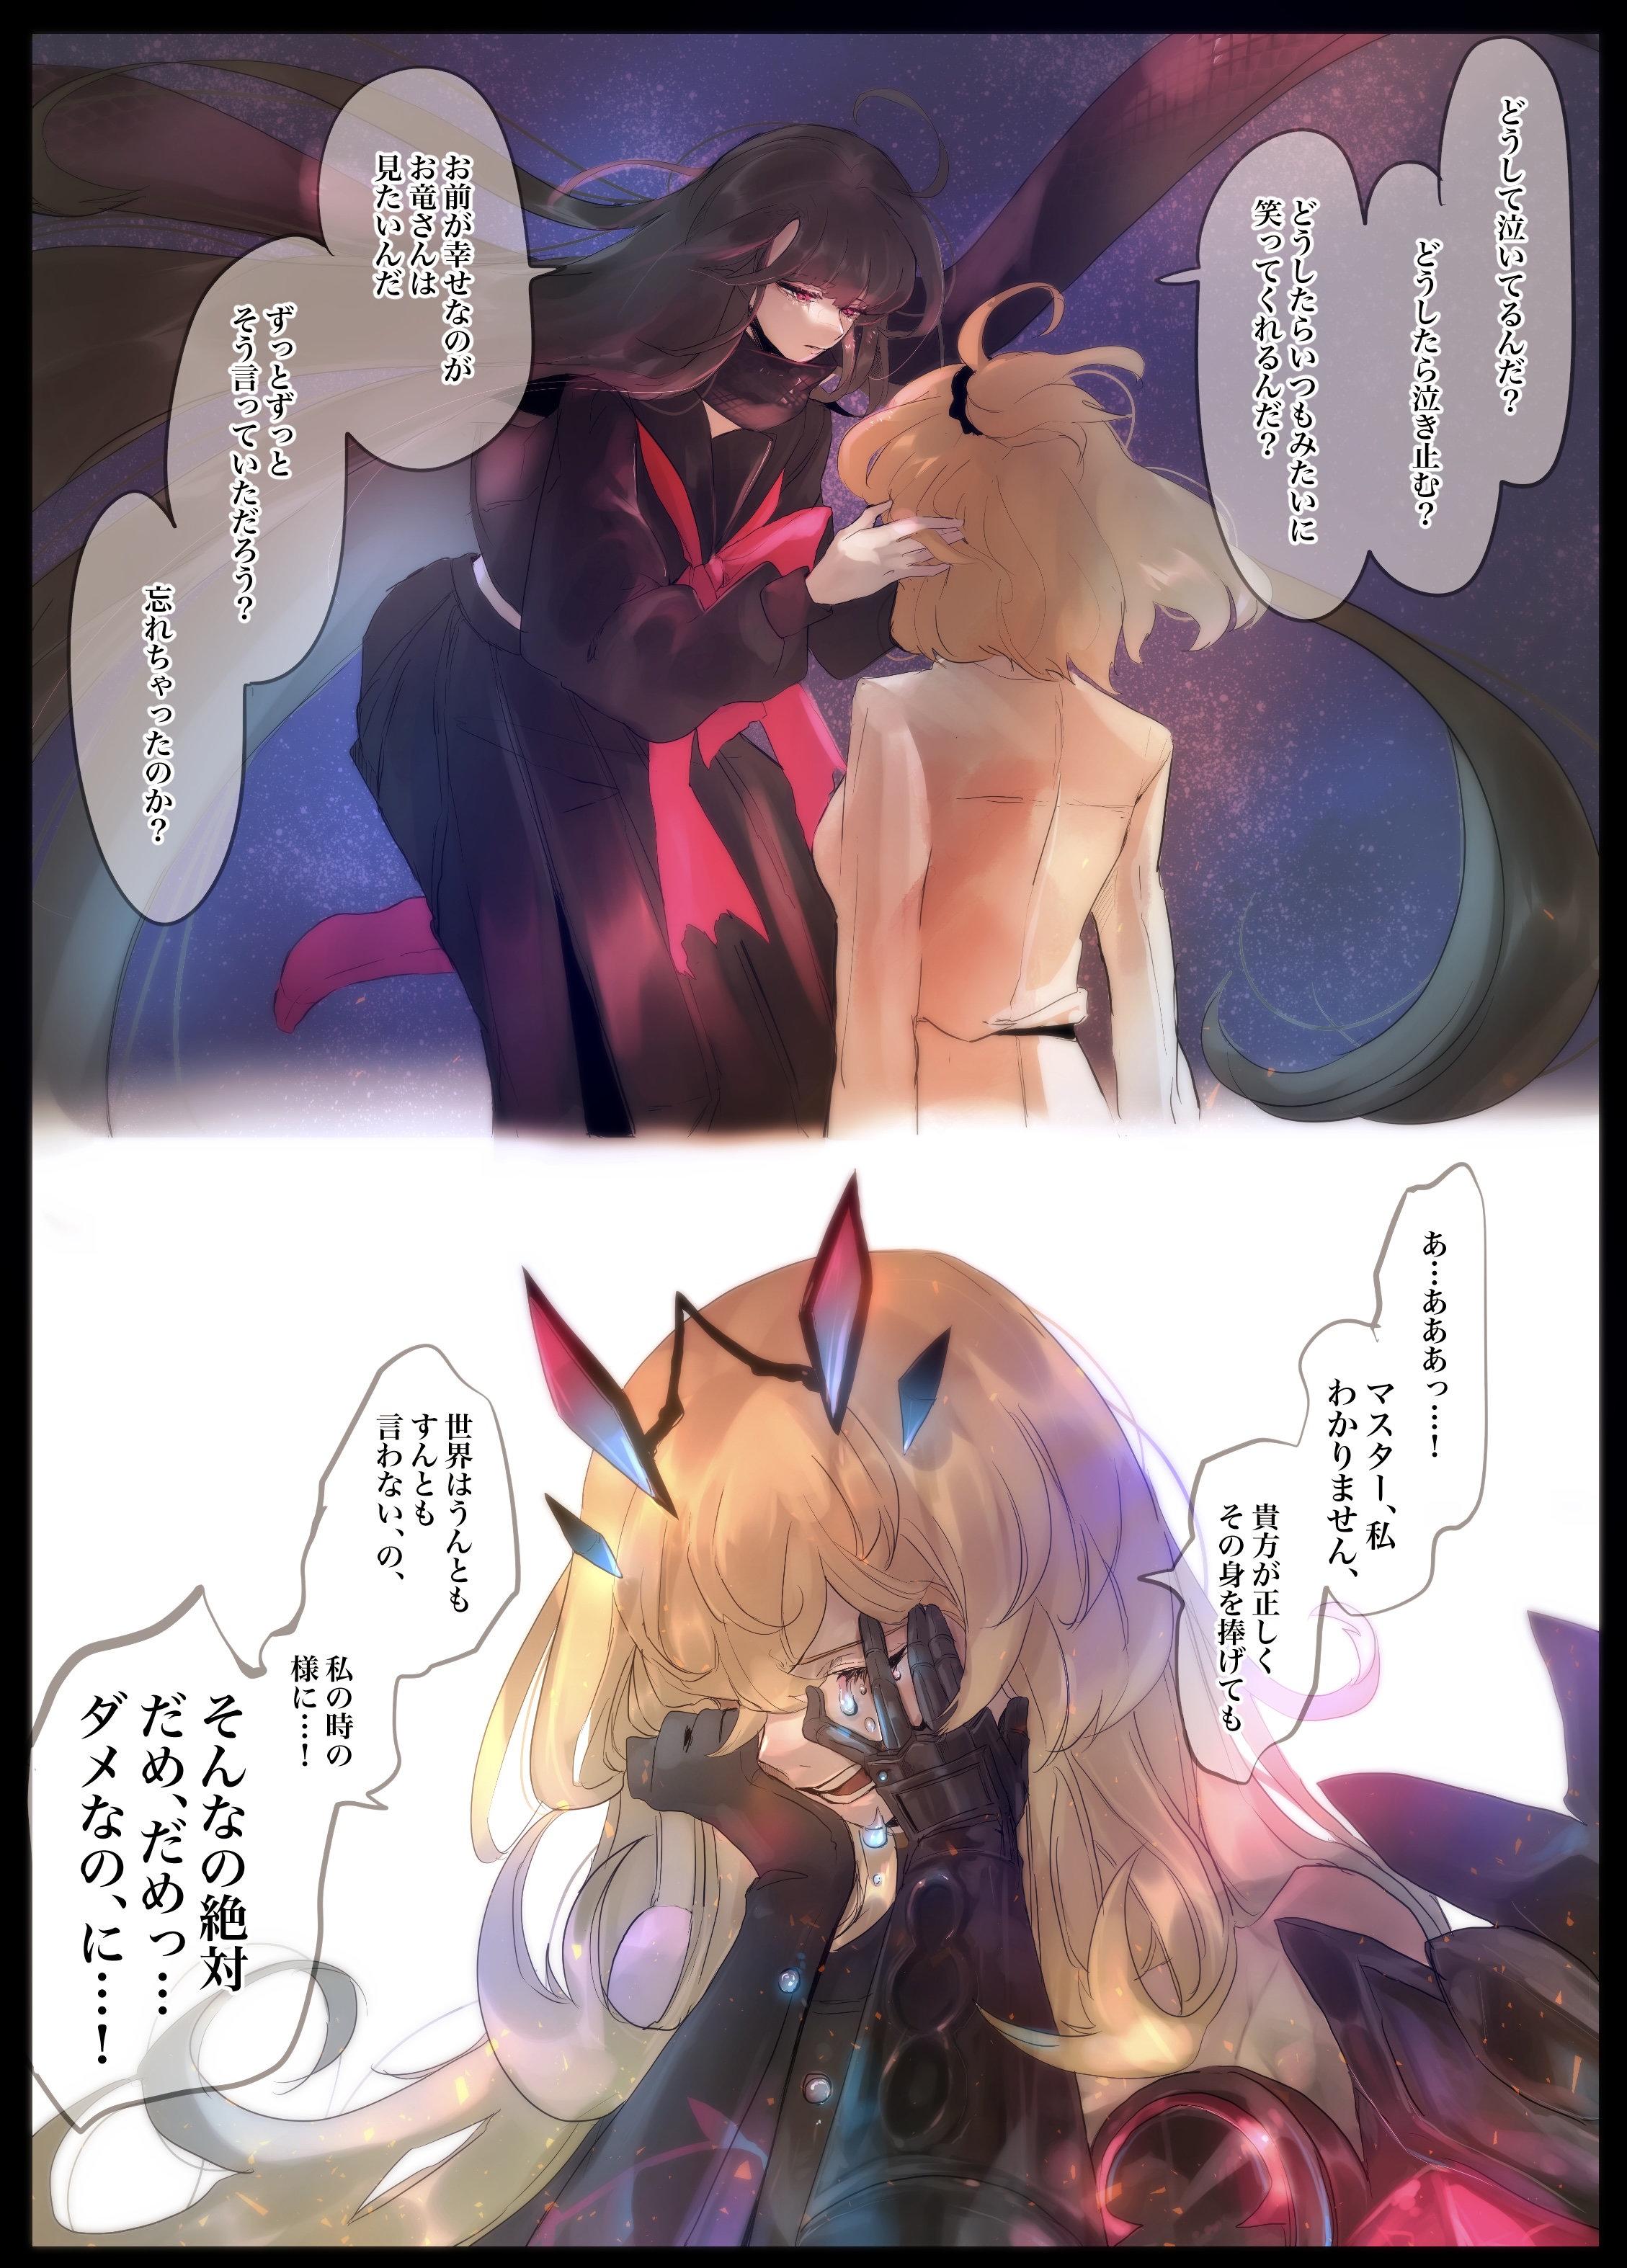 どうして泣いてるんだ?
どうしたら泣き止む?
どうしたらいつもみたいに
笑ってくれるんだ?
お前が幸せなのが
お竜さんは
見たいんだ
ずっとずっと
そう言っていただろう?
忘れちゃったのか?
あ…あああっ…!
マスター、私
わかりません、
貴方が正しく
その身を捧げても
世界はうんとも
すんとも
言わない、の、
私の時の
様に…!
そんなの絶対
だめ、だめっ…
ダメなの、に…!